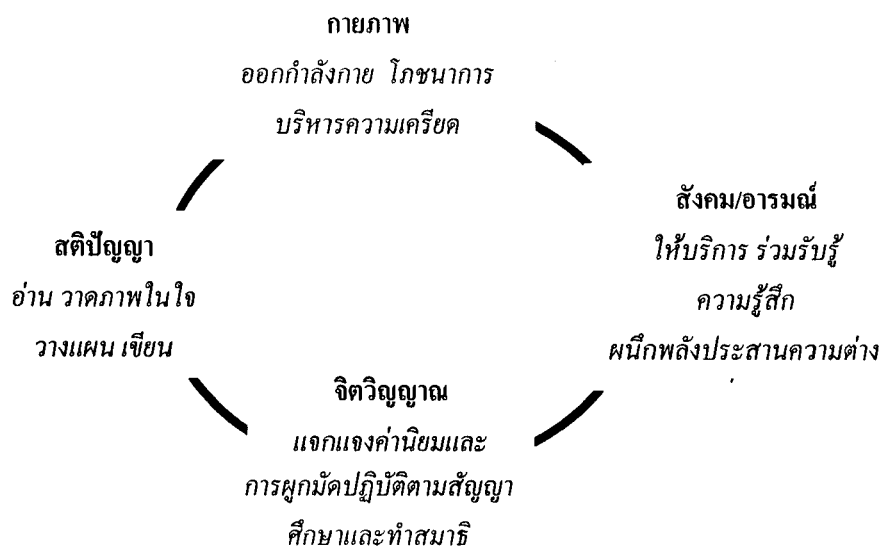 กายภาพ
ออกกำลังกาย โภชนาการ
บริหารความเครียด
สังคม/อารมณ์
ให้บริการ ร่วมรับรู้
ความรู้สึก
ผนึกพลังประสานความต่าง
สติปัญญา
อ่าน วาดภาพในใจ
วางแผน เขียน
จิตวิญญาณ
แจกแจงค่านิยมและ
การผูกมัดปฏิบัติตามสัญญา
ศึกษาและทำสมาธิ